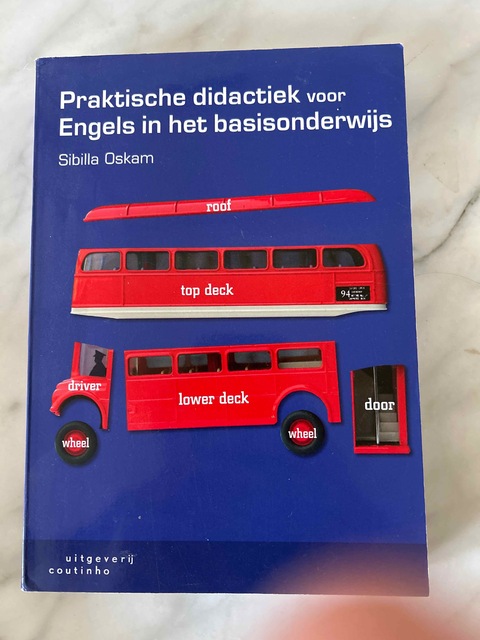 Praktische didactiek voor
Engels in het basisonderwijs
Sibilla Oskam
roof
top deck
94
driver
lower deck
door
wheel
wheel
uitgeverij
coutinho